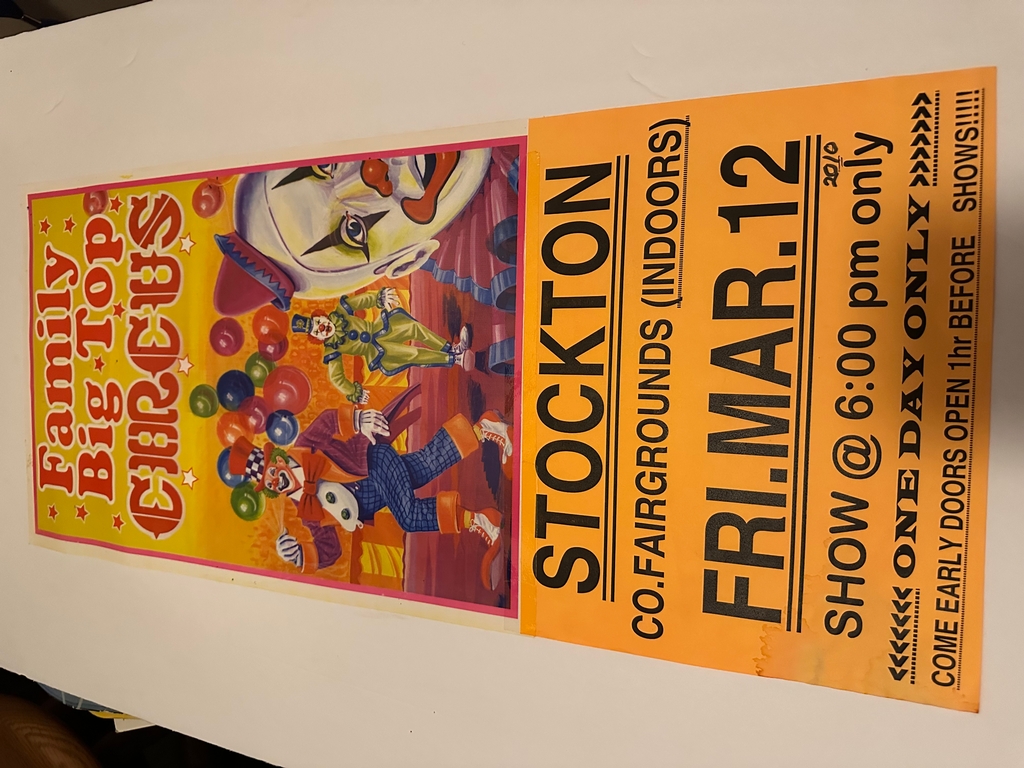 Family
Big Top
CIRCUS
STOCKTON
CO.FAIRGROUNDS (INDOORS)
FRI.MAR.12
2010
SHOW @ 6:00 pm only
<<<<<< ONE DAY ONLY >>>>>>
COME EARLY DOORS OPEN 1hr BEFORE SHOWS!!!!!